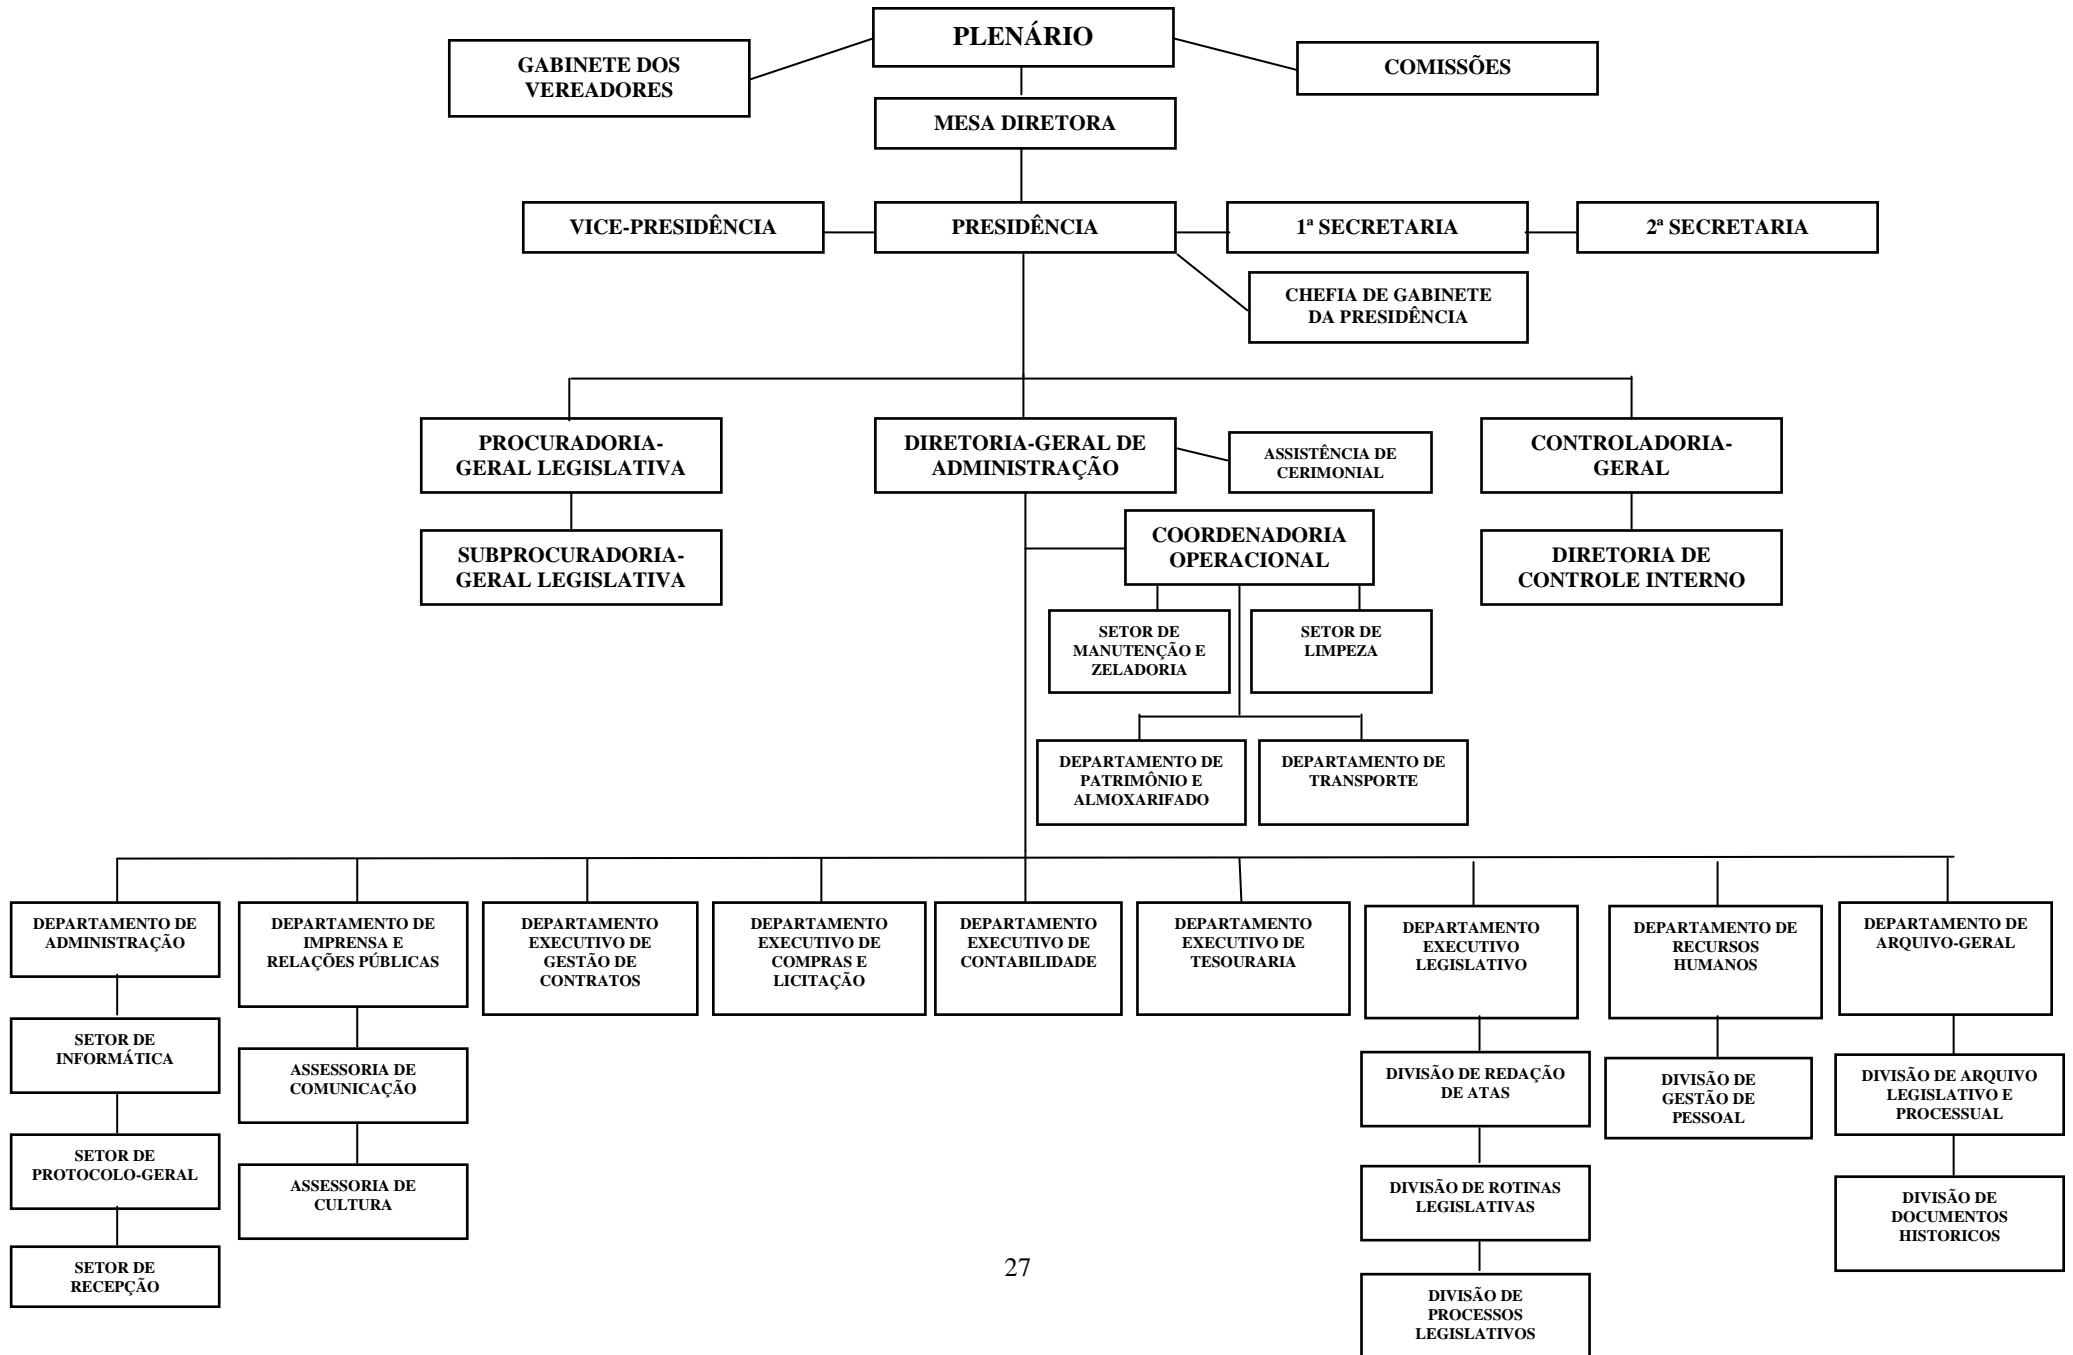 PLENÁRIO
GABINETE DOS
VEREADORES
COMISSÕES
MESA DIRETORA
VICE-PRESIDÊNCIA
PRESIDÊNCIA
1ª SECRETARIA
2ª SECRETARIA
CHEFIA DE GABINETE
DA PRESIDÊNCIA
PROCURADORIA-
GERAL LEGISLATIVA
DIRETORIA-GERAL DE
ADMINISTRAÇÃO
ASSISTÊNCIA DE
CERIMONIAL
CONTROLADORIA-
GERAL
SUBPROCURADORIA-
GERAL LEGISLATIVA
COORDENADORIA
OPERACIONAL
DIRETORIA DE
CONTROLE INTERNO
SETOR DE
MANUTENÇÃO E
ZELADORIA
SETOR DE
LIMPEZA
DEPARTAMENTO DE
PATRIMÔNIO E
ALMOXARIFADO
DEPARTAMENTO DE
TRANSPORTE
DEPARTAMENTO DE
ADMINISTRAÇÃO
DEPARTAMENTO DE
IMPRENSA E
RELAÇÕES PÚBLICAS
DEPARTAMENTO
EXECUTIVO DE
GESTÃO DE
CONTRATOS
DEPARTAMENTO
EXECUTIVO DE
COMPRAS E
LICITAÇÃO
DEPARTAMENTO
EXECUTIVO DE
CONTABILIDADE
DEPARTAMENTO
EXECUTIVO DE
TESOURARIA
DEPARTAMENTO
EXECUTIVO
LEGISLATIVO
DEPARTAMENTO DE
RECURSOS
HUMANOS
DEPARTAMENTO DE
ARQUIVO-GERAL
SETOR DE
INFORMÁTICA
ASSESSORIA DE
COMUNICAÇÃO
DIVISÃO DE REDAÇÃO
DE ATAS
DIVISÃO DE
GESTÃO DE
PESSOAL
DIVISÃO DE ARQUIVO
LEGISLATIVO E
PROCESSUAL
SETOR DE
PROTOCOLO-GERAL
ASSESSORIA DE
CULTURA
DIVISÃO DE ROTINAS
LEGISLATIVAS
DIVISÃO DE
DOCUMENTOS
HISTORICOS
SETOR DE
RECEPÇÃO
DIVISÃO DE
PROCESSOS
LEGISLATIVOS
27